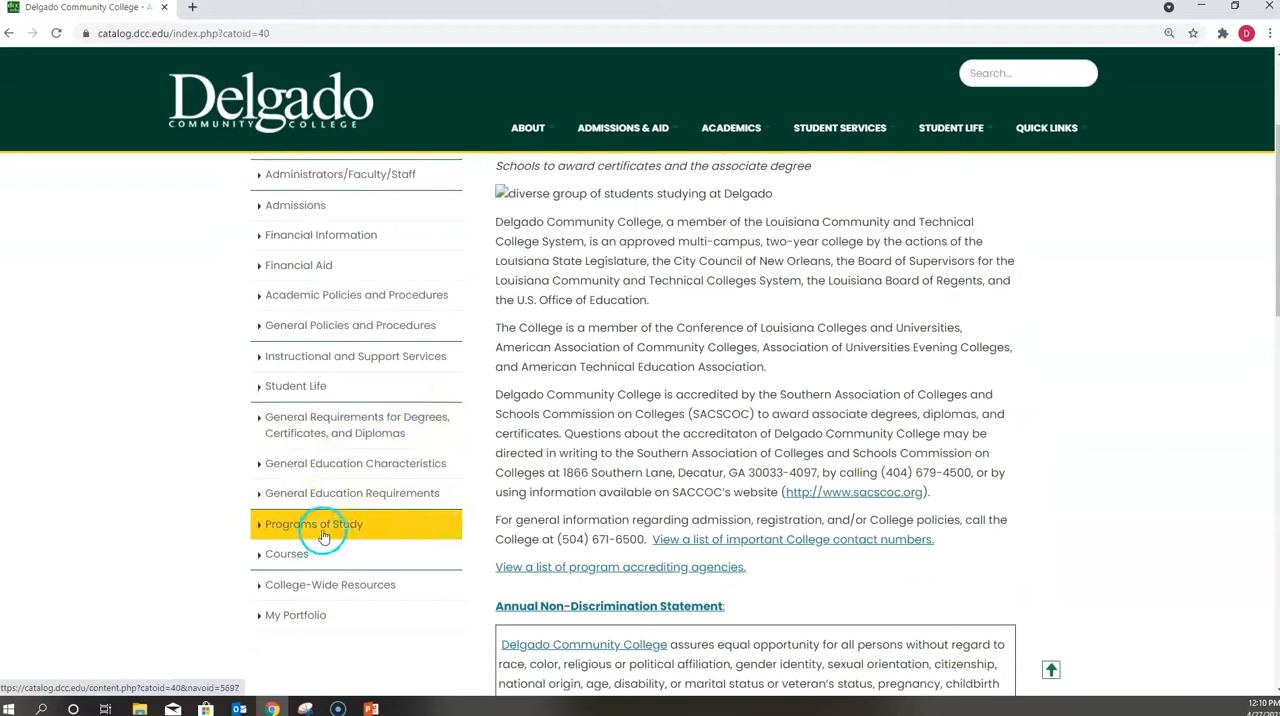 Delgado Community College - A
catalog.dcc.edu/index.php?catoid=40
D
Delgado
COMMUNITY COLLEGE
Search...
ABOUT
ADMISSIONS & AID
ACADEMICS
STUDENT SERVICES
STUDENT LIFE
QUICK LINKS
Administrators/Faculty/Staff
Admissions
Financial Information
Financial Aid
Academic Policies and Procedures
General Policies and Procedures
Instructional and Support Services
Student Life
General Requirements for Degrees,
Certificates, and Diplomas
General Education Characteristics
General Education Requirements
Programs of Study
Courses
College-Wide Resources
My Portfolio
Schools to award certificates and the associate degree
diverse group of students studying at Delgado
Delgado Community College, a member of the Louisiana Community and Technical
College System, is an approved multi-campus, two-year college by the actions of the
Louisiana State Legislature, the City Council of New Orleans, the Board of Supervisors for the
Louisiana Community and Technical Colleges System, the Louisiana Board of Regents, and
the U.S. Office of Education.
The College is a member of the Conference of Louisiana Colleges and Universities,
American Association of Community Colleges, Association of Universities Evening Colleges,
and American Technical Education Association.
Delgado Community College is accredited by the Southern Association of Colleges and
Schools Commission on Colleges (SACSCOC) to award associate degrees, diplomas, and
certificates. Questions about the accreditaton of Delgado Community College may be
directed in writing to the Southern Association of Colleges and Schools Commission on
Colleges at 1866 Southern Lane, Decatur, GA 30033-4097, by calling (404) 679-4500, or by
using information available on SACCOC's website (http://www.sacscoc.org).
For general information regarding admission, registration, and/or College policies, call the
College at (504) 671-6500. View a list of important College contact numbers.
View a list of program accrediting agencies.
Annual Non-Discrimination Statement:
Delgado Community College assures equal opportunity for all persons without regard to
race, color, religious or political affiliation, gender identity, sexual orientation, citizenship,
national origin, age, disability, or marital status or veteran's status, pregnancy, childbirth
https://catalog.dcc.edu/content.php?catoid=40&navoid=5697
12:10 PM